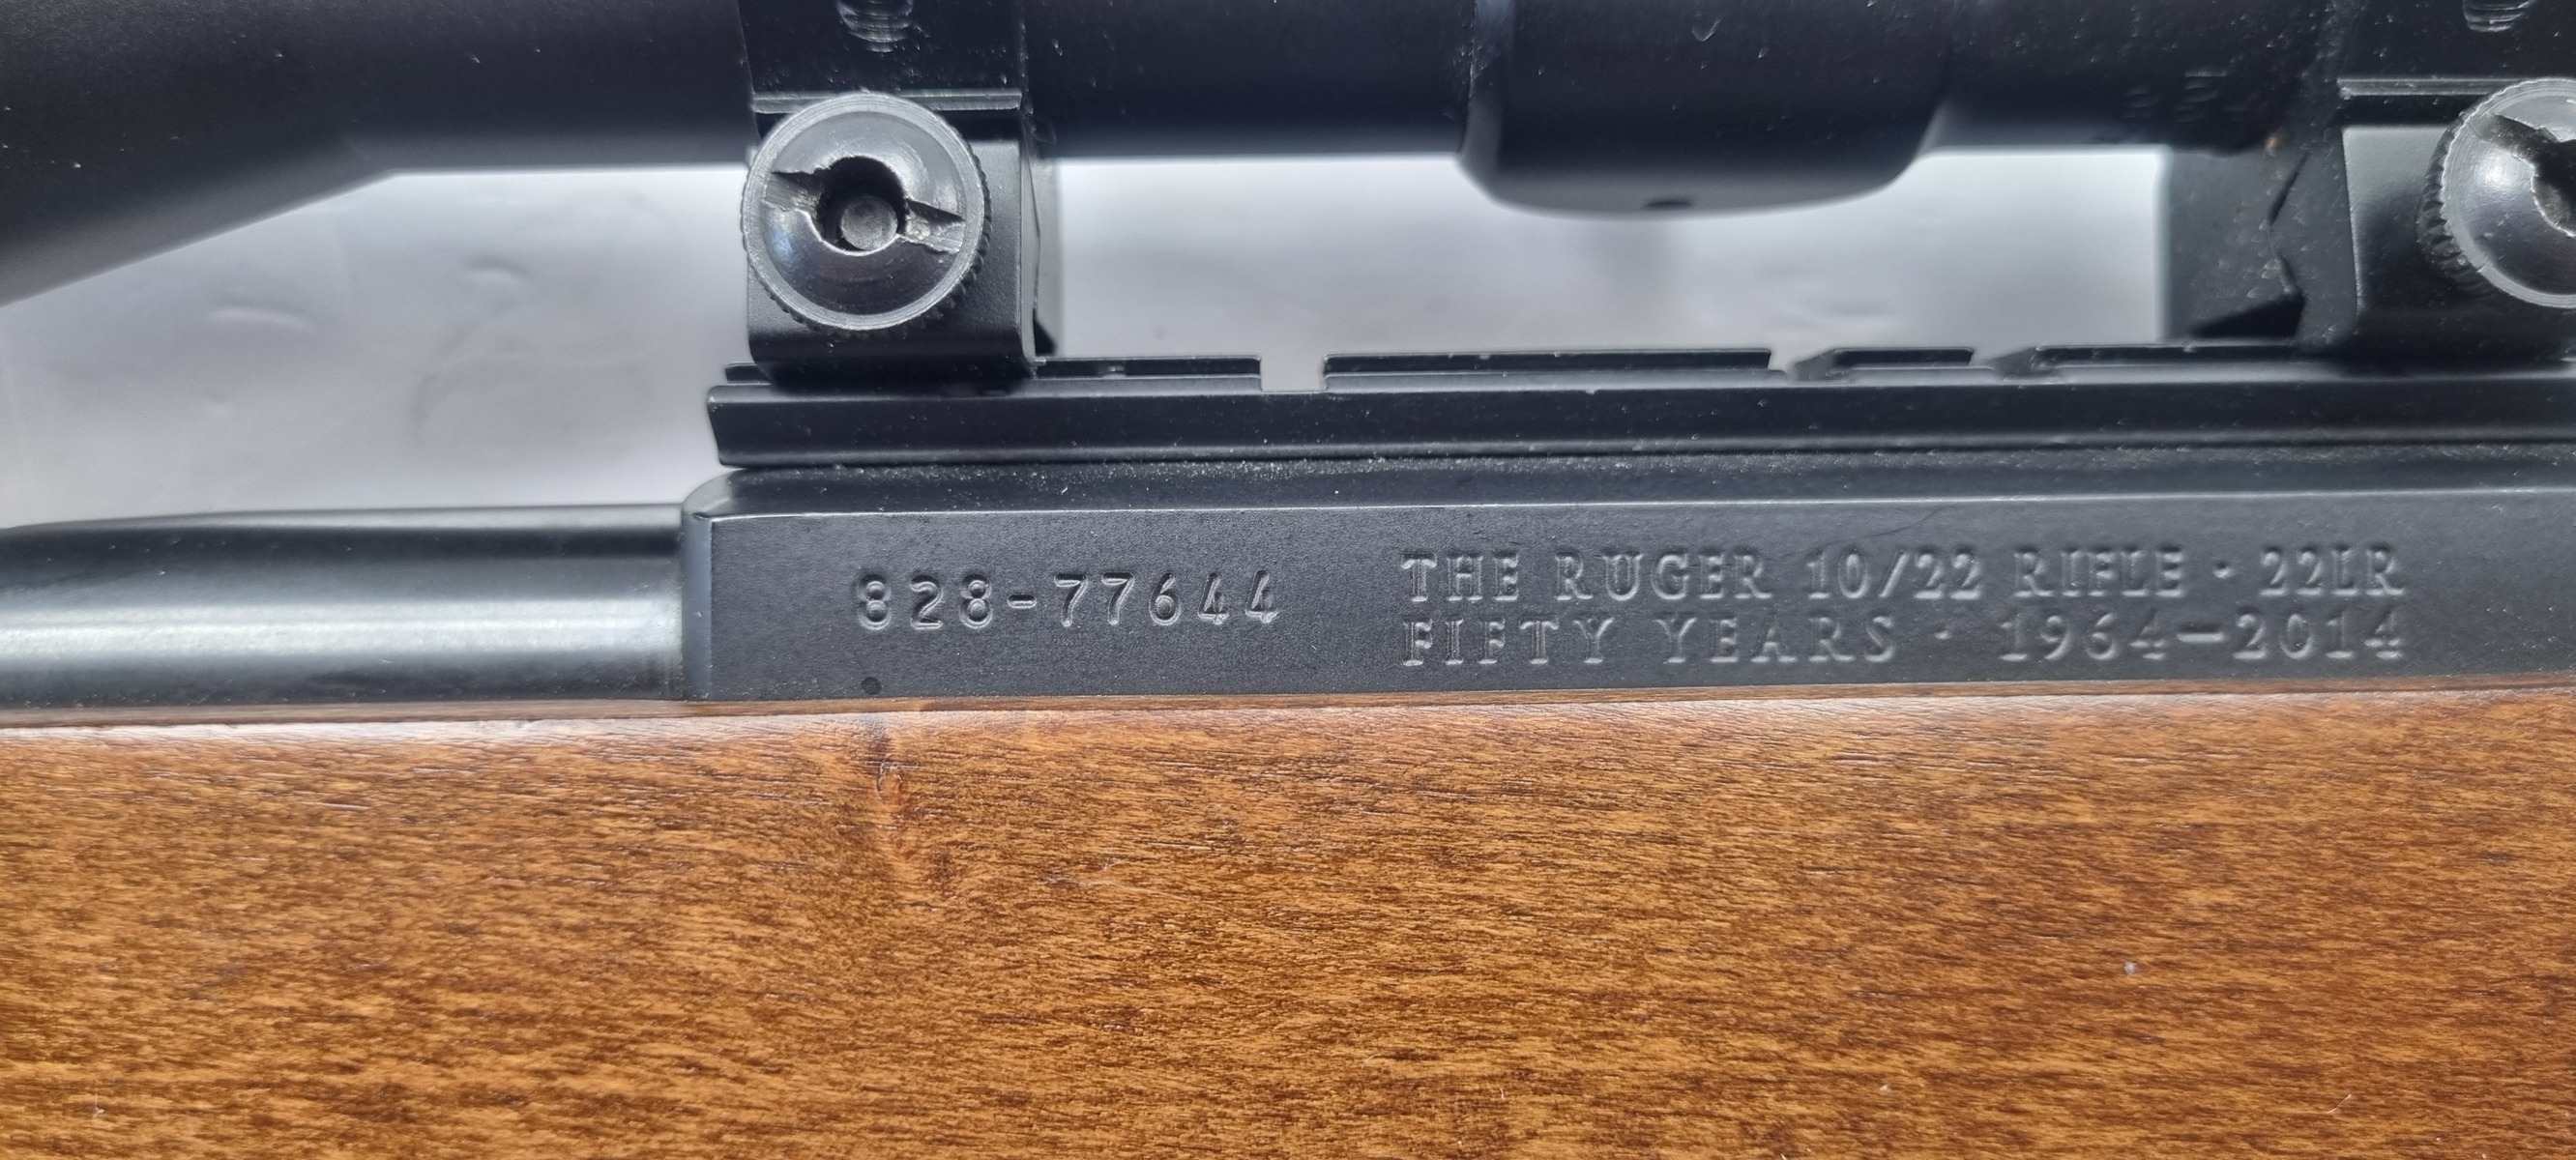 828-77644
THE RUGER 10/22 RIFLE · 22LR
FIFTY YEARS · 1964–2014